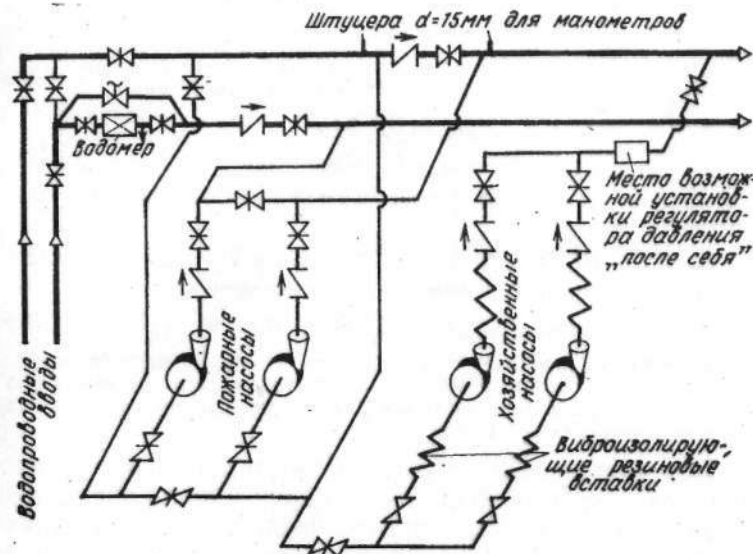 Штуцера d=15мм для манометров
Водомер
Место возмож-
ной установ-
ки регулято-
ра давления
„после себя"
Водопроводные
вводы
Пожарные
насосы
Хозяйственные
насосы
Виброизолирую-
щие резиновые
вставки